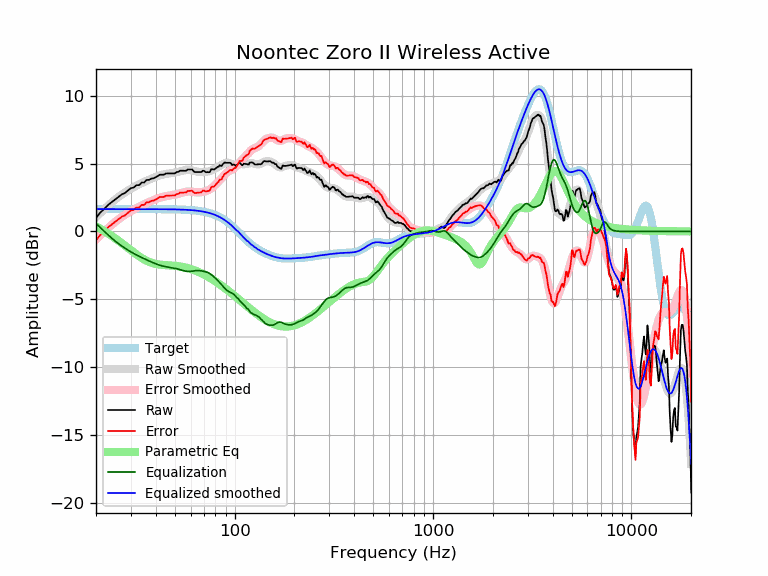 Noontec Zoro II Wireless Active
10
5
0
−5
−10
−15
−20
Amplitude (dBr)
Target
Raw Smoothed
Error Smoothed
Raw
Error
Parametric Eq
Equalization
Equalized smoothed
100
1000
10000
Frequency (Hz)